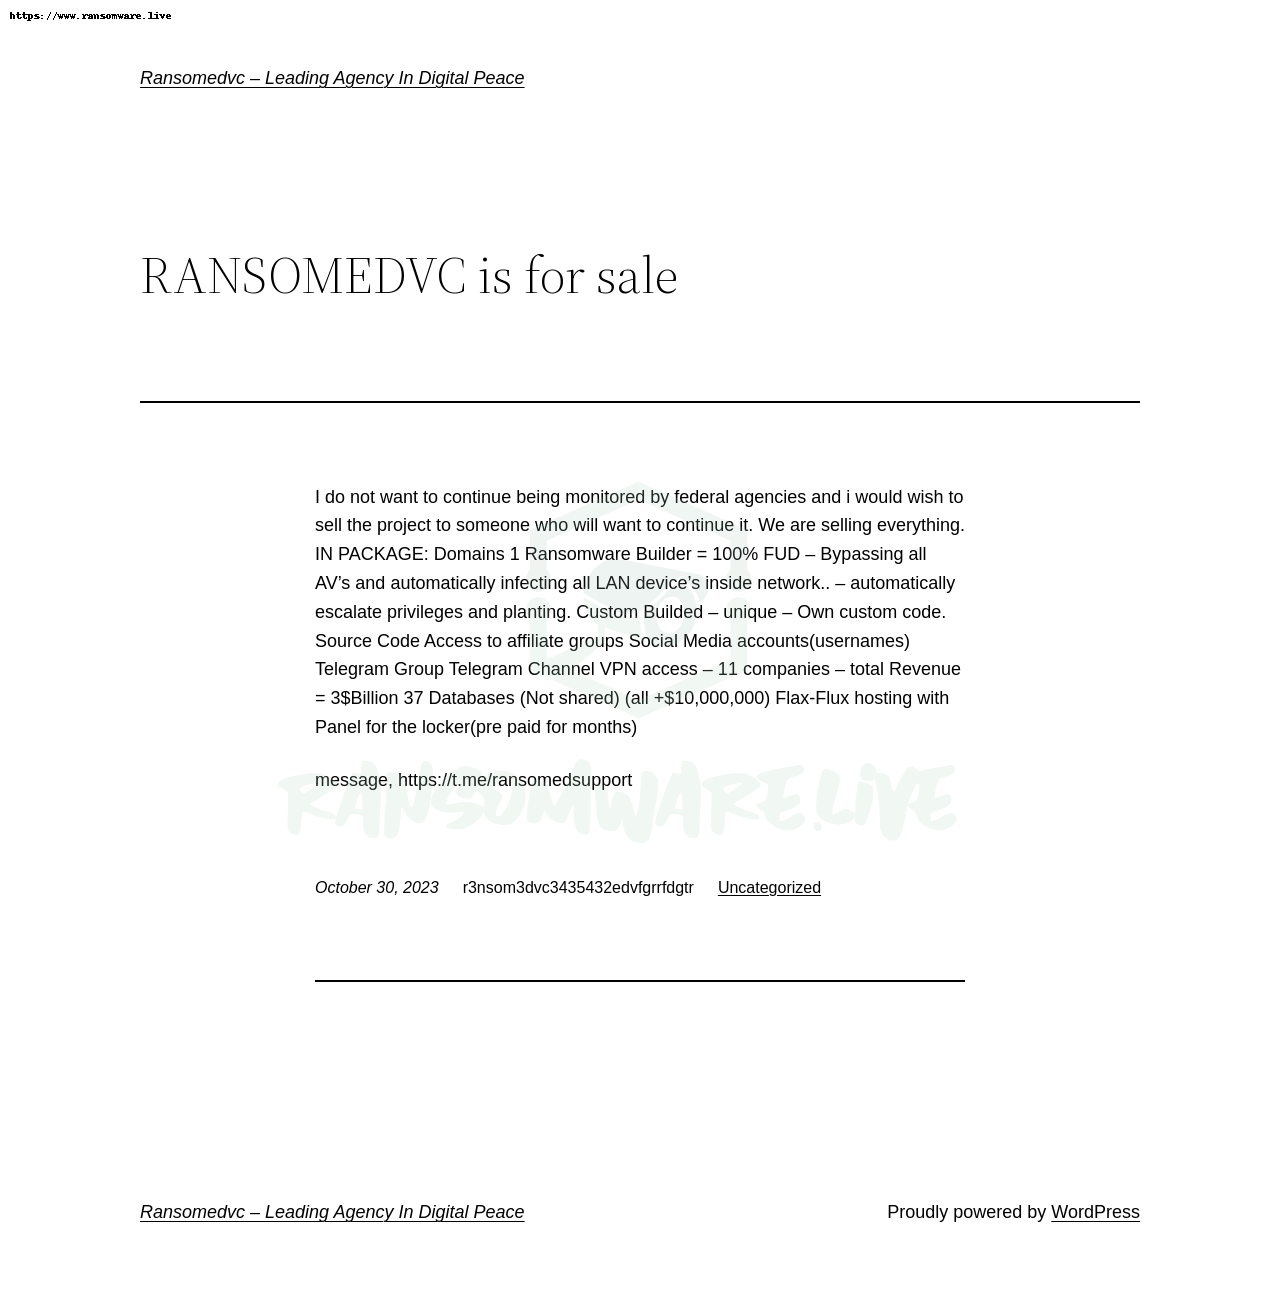 https://www.ransomware.live
Ransomedvc – Leading Agency In Digital Peace
RANSOMEDVC is for sale
I do not want to continue being monitored by federal agencies and i would wish to
sell the project to someone who will want to continue it. We are selling everything.
IN PACKAGE: Domains 1 Ransomware Builder = 100% FUD – Bypassing all
AV’s and automatically infecting all LAN device’s inside network.. – automatically
escalate privileges and planting. Custom Builded – unique – Own custom code.
Source Code Access to affiliate groups Social Media accounts(usernames)
Telegram Group Telegram Channel VPN access – 11 companies – total Revenue
= 3$Billion 37 Databases (Not shared) (all +$10,000,000) Flax-Flux hosting with
Panel for the locker(pre paid for months)
message, https://t.me/ransomedsupport
RANSOMWARE.LIVE
October 30, 2023 r3nsom3dvc3435432edvfgrrfdgtr Uncategorized
Ransomedvc – Leading Agency In Digital Peace Proudly powered by WordPress